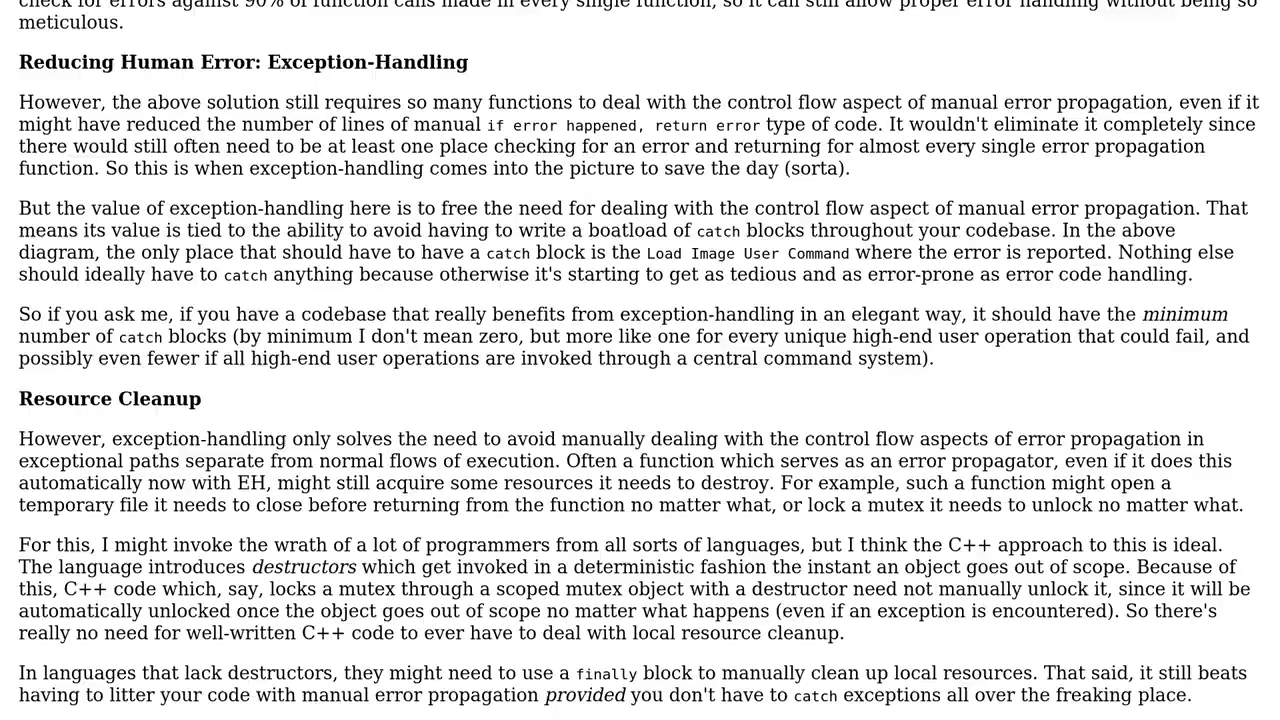 check for errors against 90% of function calls made in every single function, so it can still allow proper error handling without being so
meticulous.
Reducing Human Error: Exception-Handling
However, the above solution still requires so many functions to deal with the control flow aspect of manual error propagation, even if it
might have reduced the number of lines of manual if error happened, return error type of code. It wouldn't eliminate it completely since
there would still often need to be at least one place checking for an error and returning for almost every single error propagation
function. So this is when exception-handling comes into the picture to save the day (sorta).
But the value of exception-handling here is to free the need for dealing with the control flow aspect of manual error propagation. That
means its value is tied to the ability to avoid having to write a boatload of catch blocks throughout your codebase. In the above
diagram, the only place that should have to have a catch block is the Load Image User Command where the error is reported. Nothing else
should ideally have to catch anything because otherwise it's starting to get as tedious and as error-prone as error code handling.
So if you ask me, if you have a codebase that really benefits from exception-handling in an elegant way, it should have the minimum
number of catch blocks (by minimum I don't mean zero, but more like one for every unique high-end user operation that could fail, and
possibly even fewer if all high-end user operations are invoked through a central command system).
Resource Cleanup
However, exception-handling only solves the need to avoid manually dealing with the control flow aspects of error propagation in
exceptional paths separate from normal flows of execution. Often a function which serves as an error propagator, even if it does this
automatically now with EH, might still acquire some resources it needs to destroy. For example, such a function might open a
temporary file it needs to close before returning from the function no matter what, or lock a mutex it needs to unlock no matter what.
For this, I might invoke the wrath of a lot of programmers from all sorts of languages, but I think the C++ approach to this is ideal.
The language introduces destructors which get invoked in a deterministic fashion the instant an object goes out of scope. Because of
this, C++ code which, say, locks a mutex through a scoped mutex object with a destructor need not manually unlock it, since it will be
automatically unlocked once the object goes out of scope no matter what happens (even if an exception is encountered). So there's
really no need for well-written C++ code to ever have to deal with local resource cleanup.
In languages that lack destructors, they might need to use a finally block to manually clean up local resources. That said, it still beats
having to litter your code with manual error propagation provided you don't have to catch exceptions all over the freaking place.